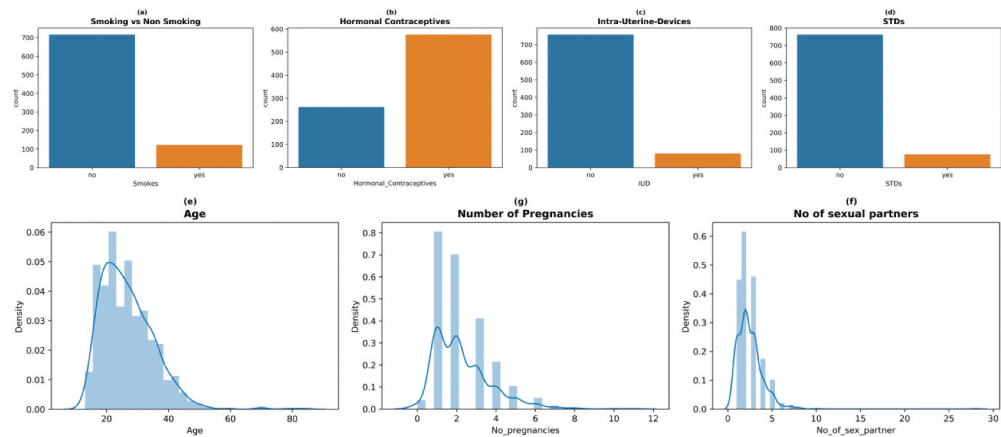 (a)
Smoking vs Non Smoking
700
600
500
400
300
200
100
0
count
no yes
Smokes
(b)
Hormonal Contraceptives
600
500
400
300
200
100
0
count
no yes
Hormonal_Contraceptives
(c)
Intra-Uterine-Devices
700
600
500
400
300
200
100
0
count
no yes
IUD
(d)
STDs
800
700
600
500
400
300
200
100
0
count
no yes
STDs
(e)
Age
0.06
0.05
0.04
0.03
0.02
0.01
0.00
Density
20 40 60 80
Age
(g)
Number of Pregnancies
0.8
0.7
0.6
0.5
0.4
0.3
0.2
0.1
0.0
Density
0 2 4 6 8 10 12
No_pregnancies
(f)
No of sexual partners
0.6
0.5
0.4
0.3
0.2
0.1
0.0
Density
0 5 10 15 20 25 30
No_of_sex_partner